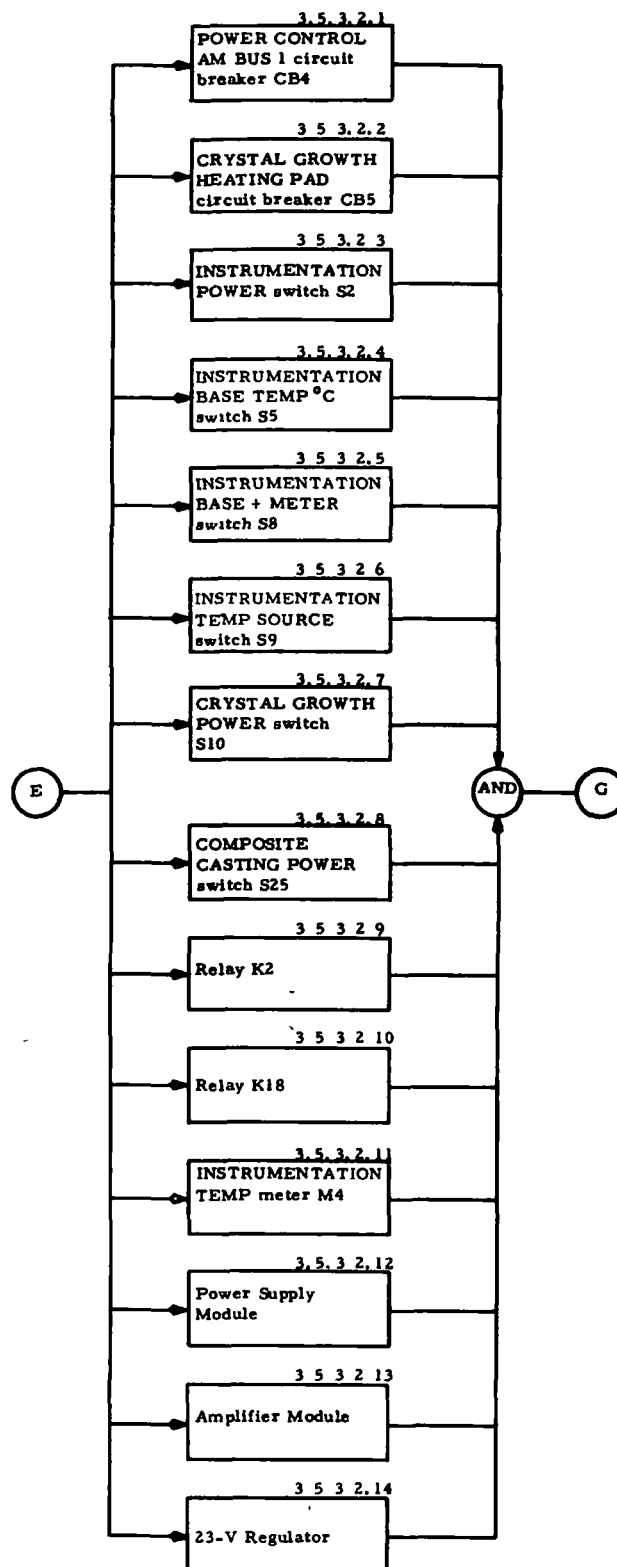 3.5.3.2.1
POWER CONTROL
AM BUS 1 circuit
breaker CB4
3 5 3.2.2
CRYSTAL GROWTH
HEATING PAD
circuit breaker CB5
3 5 3.2 3
INSTRUMENTATION
POWER switch S2
3.5.3.2.4
INSTRUMENTATION
BASE TEMP °C
switch S5
3 5 3 2.5
INSTRUMENTATION
BASE + METER
switch S8
3 5 3 2 6
INSTRUMENTATION
TEMP SOURCE
switch S9
3.5.3.2.7
CRYSTAL GROWTH
POWER switch
S10
E
AND
G
3.5.3.2.8
COMPOSITE
CASTING POWER
switch S25
3 5 3 2 9
Relay K2
3 5 3 2 10
Relay K18
3.5.3.2.11
INSTRUMENTATION
TEMP meter M4
3.5.3 2.12
Power Supply
Module
3 5 3 2 13
Amplifier Module
3 5 3 2.14
23-V Regulator